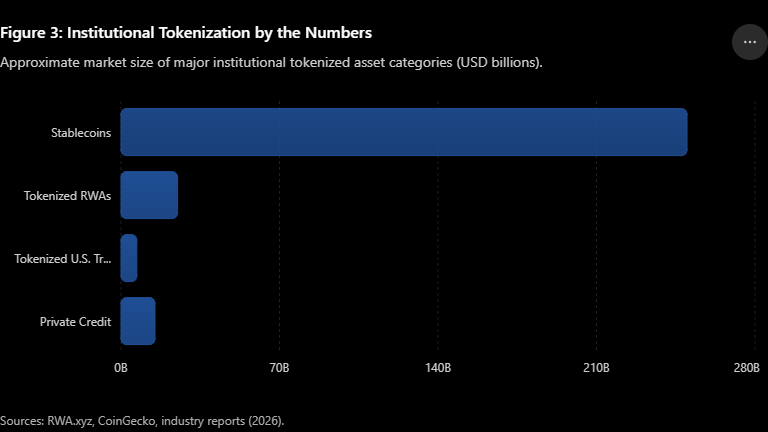 Figure 3: Institutional Tokenization by the Numbers
Approximate market size of major institutional tokenized asset categories (USD billions).
Stablecoins
Tokenized RWAs
Tokenized U.S. Tr...
Private Credit
0B 70B 140B 210B 280B
Sources: RWA.xyz, CoinGecko, industry reports (2026).